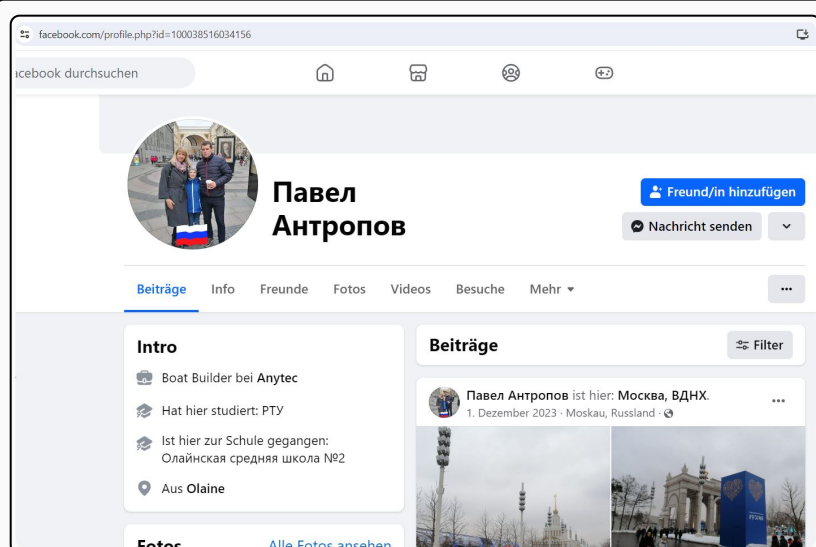 facebook.com/profile.php?id=100038516034156
acebook durchsuchen
Павел
Антропов
Freund/in hinzufügen
Nachricht senden
Beiträge Info Freunde Fotos Videos Besuche Mehr
Intro
Boat Builder bei Anytec
Hat hier studiert: РТУ
Ist hier zur Schule gegangen:
Олайнская средняя школа №2
Aus Olaine
Fotos Alle Fotos ansehen
Beiträge Filter
Павел Антропов ist hier: Москва, ВДНХ.
1. Dezember 2023 · Moskau, Russland ·